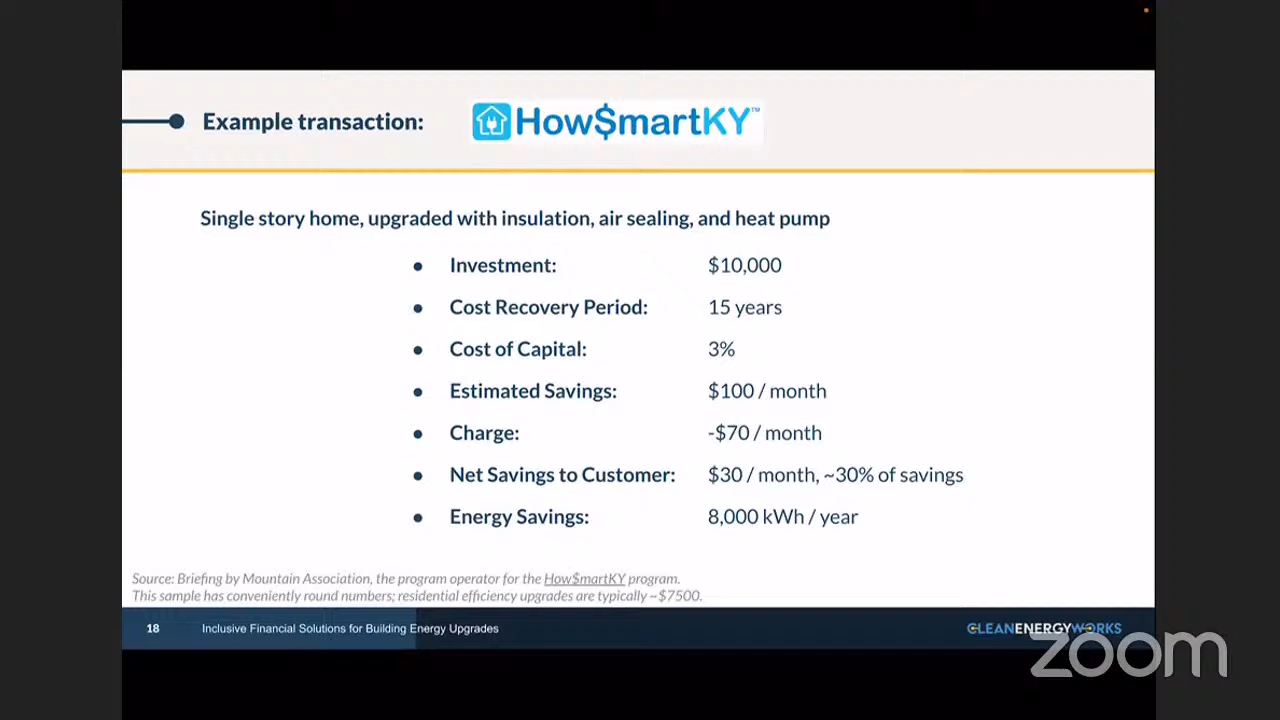 Example transaction: How$martKY™
Single story home, upgraded with insulation, air sealing, and heat pump
● Investment: $10,000
● Cost Recovery Period: 15 years
● Cost of Capital: 3%
● Estimated Savings: $100 / month
● Charge: -$70 / month
● Net Savings to Customer: $30 / month, ~30% of savings
● Energy Savings: 8,000 kWh / year
Source: Briefing by Mountain Association, the program operator for the How$martKY program.
This sample has conveniently round numbers; residential efficiency upgrades are typically ~$7500.
18 Inclusive Financial Solutions for Building Energy Upgrades CLEANENERGYWORKS
zoom